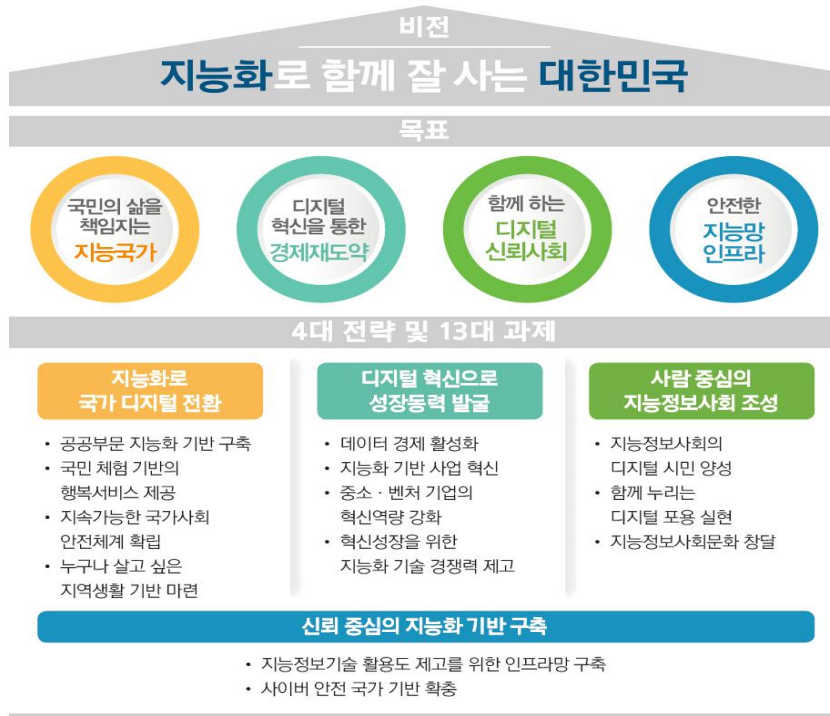 비전
지능화로 함께 잘 사는 대한민국
목표
국민의 삶을
책임지는
지능국가
디지털
혁신을 통한
경제재도약
함께 하는
디지털
신뢰사회
안전한
지능망
인프라
4대 전략 및 13대 과제
지능화로
국가 디지털 전환
• 공공부문 지능화 기반 구축
• 국민 체험 기반의
행복서비스 제공
• 지속가능한 국가사회
안전체계 확립
• 누구나 살고 싶은
지역생활 기반 마련
디지털 혁신으로
성장동력 발굴
• 데이터 경제 활성화
• 지능화 기반 사업 혁신
• 중소 · 벤처 기업의
혁신역량 강화
• 혁신성장을 위한
지능화 기술 경쟁력 제고
사람 중심의
지능정보사회 조성
• 지능정보사회의
디지털 시민 양성
• 함께 누리는
디지털 포용 실현
• 지능정보사회문화 창달
신뢰 중심의 지능화 기반 구축
• 지능정보기술 활용도 제고를 위한 인프라망 구축
• 사이버 안전 국가 기반 확충